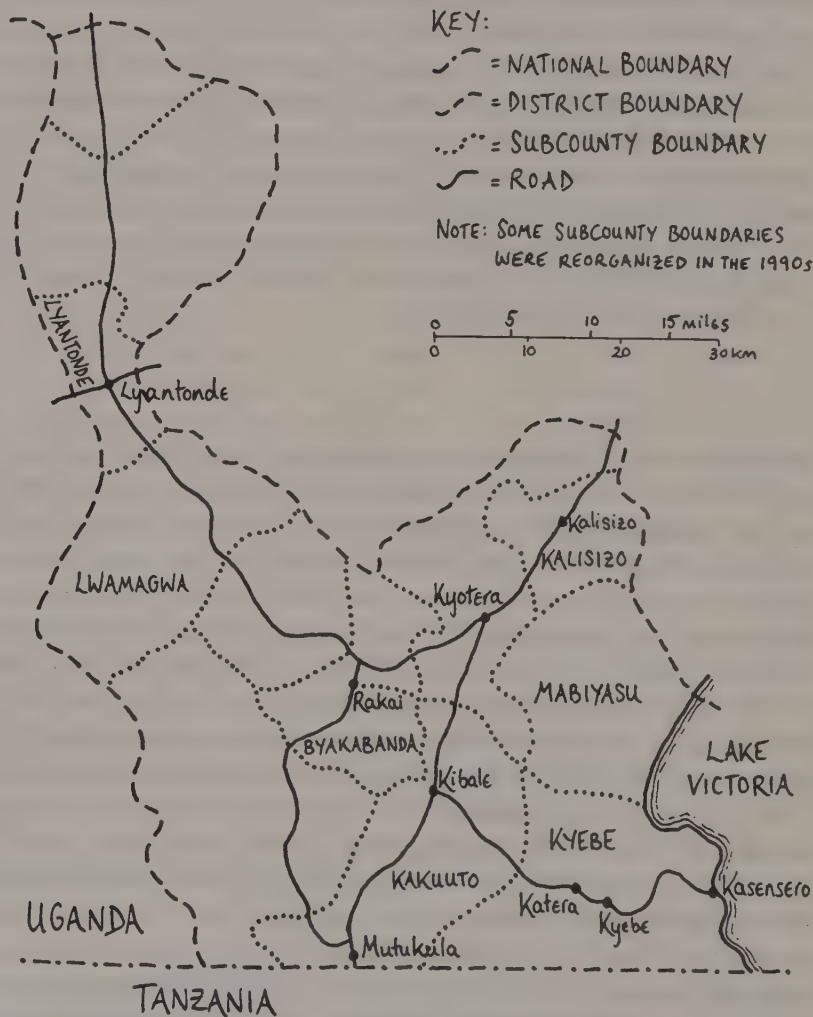 KEY:
= NATIONAL BOUNDARY
= DISTRICT BOUNDARY
= SUBCOUNTY BOUNDARY
= ROAD
NOTE: SOME SUBCOUNTY BOUNDARIES
WERE REORGANIZED IN THE 1990s
0 5 10 15 miles
0 10 20 30 km
LYANTONDE
Lyantonde
Kalisizo
KALISIZO
LWAMAGWA
Kyotera
Rakai
MABIYASU
BYAKABANDA
LAKE
VICTORIA
Kibale
KYEBE
KAKUUTO
Katera
Kyebe
Kasensero
UGANDA
Mutukula
TANZANIA